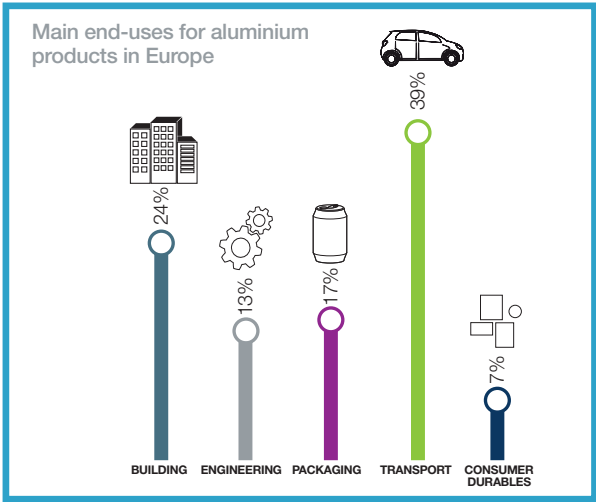 Main end-uses for aluminium
products in Europe
24%
13%
17%
39%
7%
BUILDING
ENGINEERING
PACKAGING
TRANSPORT
CONSUMER
DURABLES